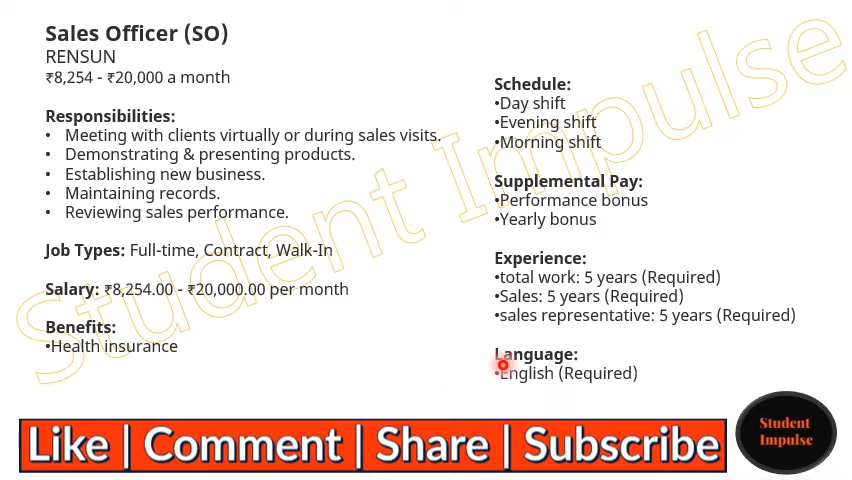 Sales Officer (SO)
RENSUN
₹8,254 - ₹20,000 a month
Responsibilities:
• Meeting with clients virtually or during sales visits.
• Demonstrating & presenting products.
• Establishing new business.
• Maintaining records.
• Reviewing sales performance.
Job Types: Full-time, Contract, Walk-In
Salary: ₹8,254.00 - ₹20,000.00 per month
Benefits:
•Health insurance
Schedule:
•Day shift
•Evening shift
•Morning shift
Supplemental Pay:
•Performance bonus
•Yearly bonus
Experience:
•total work: 5 years (Required)
•Sales: 5 years (Required)
•sales representative: 5 years (Required)
Language:
•English (Required)
Student Impulse
Like | Comment | Share | Subscribe
Student
Impulse